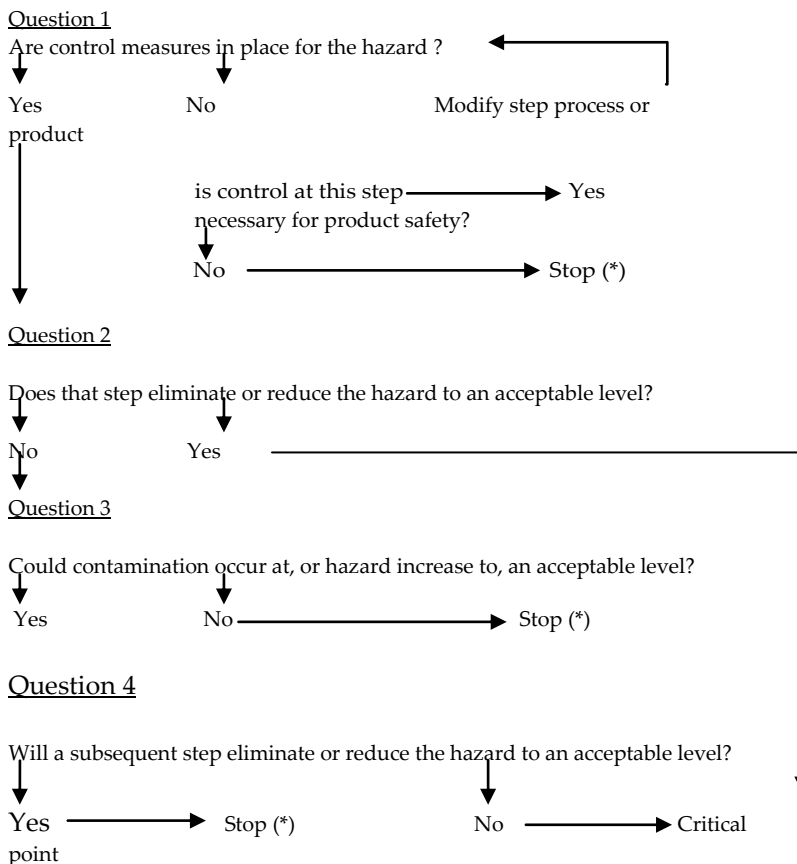 Question 1
Are control measures in place for the hazard ?
Yes No Modify step process or
product
is control at this step Yes
necessary for product safety?
No Stop (*)
Question 2
Does that step eliminate or reduce the hazard to an acceptable level?
No Yes
Question 3
Could contamination occur at, or hazard increase to, an acceptable level?
Yes No Stop (*)
Question 4
Will a subsequent step eliminate or reduce the hazard to an acceptable level?
Yes Stop (*) No Critical
point